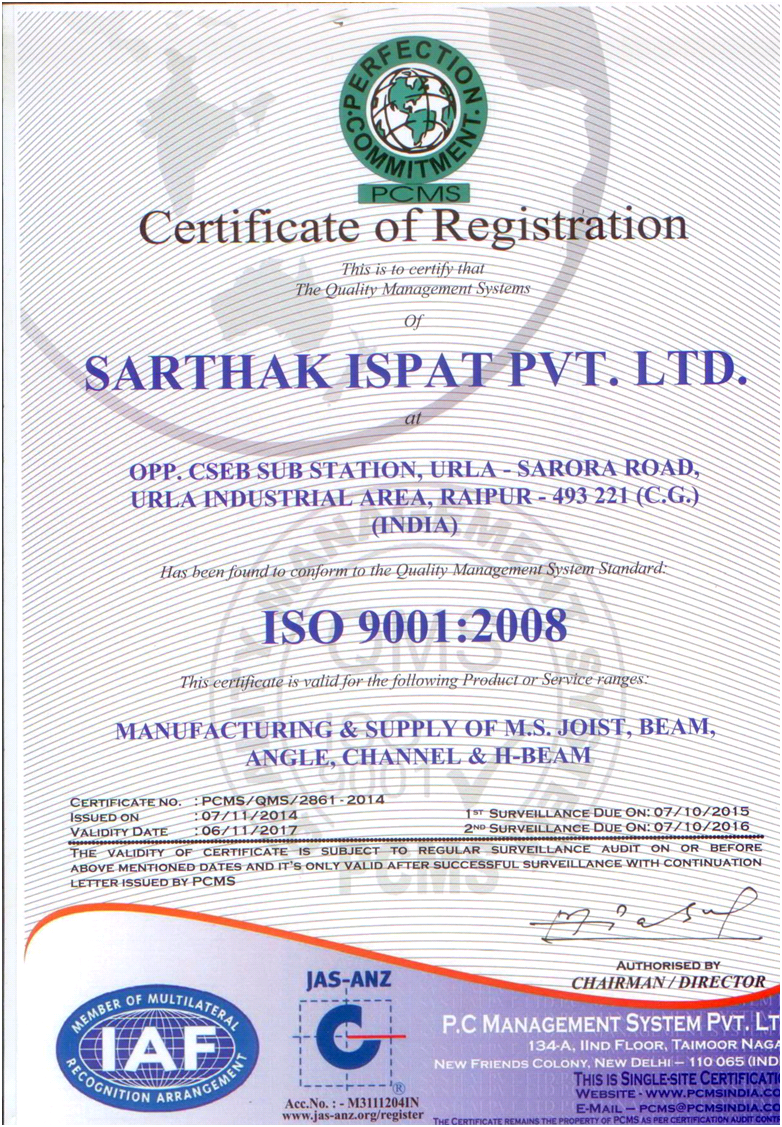 PERFECTION
COMMITMENT
PCMS
Certificate of Registration
This is to certify that
The Quality Management Systems
Of
SARTHAK ISPAT PVT. LTD.
at
OPP. CSEB SUB STATION, URLA - SARORA ROAD,
URLA INDUSTRIAL AREA, RAIPUR - 493 221 (C.G.)
(INDIA)
Has been found to conform to the Quality Management System Standard:
ISO 9001:2008
QMS
This certificate is valid for the following Product or Service ranges:
ISO
MANUFACTURING & SUPPLY OF M.S. JOIST, BEAM,
ANGLE, CHANNEL & H-BEAM
9001
CERTIFICATE NO. : PCMS/QMS/2861 - 2014
ISSUED ON : 07/11/2014 1ST SURVEILLANCE DUE ON: 07/10/2015
VALIDITY DATE : 06/11/2017 2ND SURVEILLANCE DUE ON: 07/10/2016
THE VALIDITY OF CERTIFICATE IS SUBJECT TO REGULAR SURVEILLANCE AUDIT ON OR BEFORE
ABOVE MENTIONED DATES AND IT'S ONLY VALID AFTER SUCCESSFUL SURVEILLANCE WITH CONTINUATION
LETTER ISSUED BY PCMS
PCMS
AUTHORISED BY
CHAIRMAN / DIRECTOR
MEMBER OF MULTILATERAL
IAF
RECOGNITION ARRANGEMENT
JAS-ANZ
®
Acc.No. : - M3111204IN
www.jas-anz.org/register
P.C MANAGEMENT SYSTEM PVT. LT
134-A, IIND FLOOR, TAIMOOR NAGA
NEW FRIENDS COLONY, NEW DELHI – 110 065 (IND
THIS IS SINGLE-SITE CERTIFICATI
WEBSITE - WWW.PCMSINDIA.CO
E-MAIL – PCMS@PCMSINDIA.CO
THE CERTIFICATE REMAINS THE PROPERTY OF PCMS AS PER CERTIFICATION AUDIT CONT